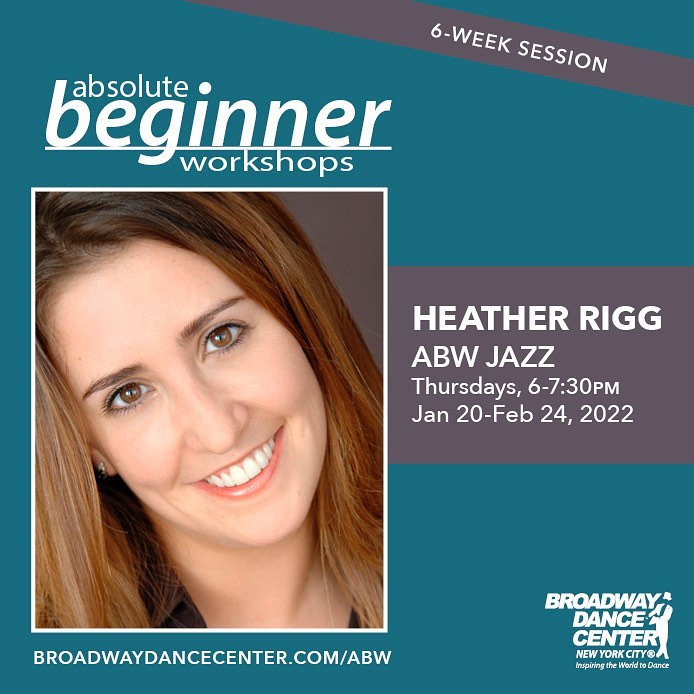 6-WEEK SESSION
absolute
beginner
workshops
HEATHER RIGG
ABW JAZZ
Thursdays, 6-7:30PM
Jan 20-Feb 24, 2022
BROADWAY
DANCE
CENTER
NEW YORK CITY®
Inspiring the World to Dance
BROADWAYDANCECENTER.COM/ABW